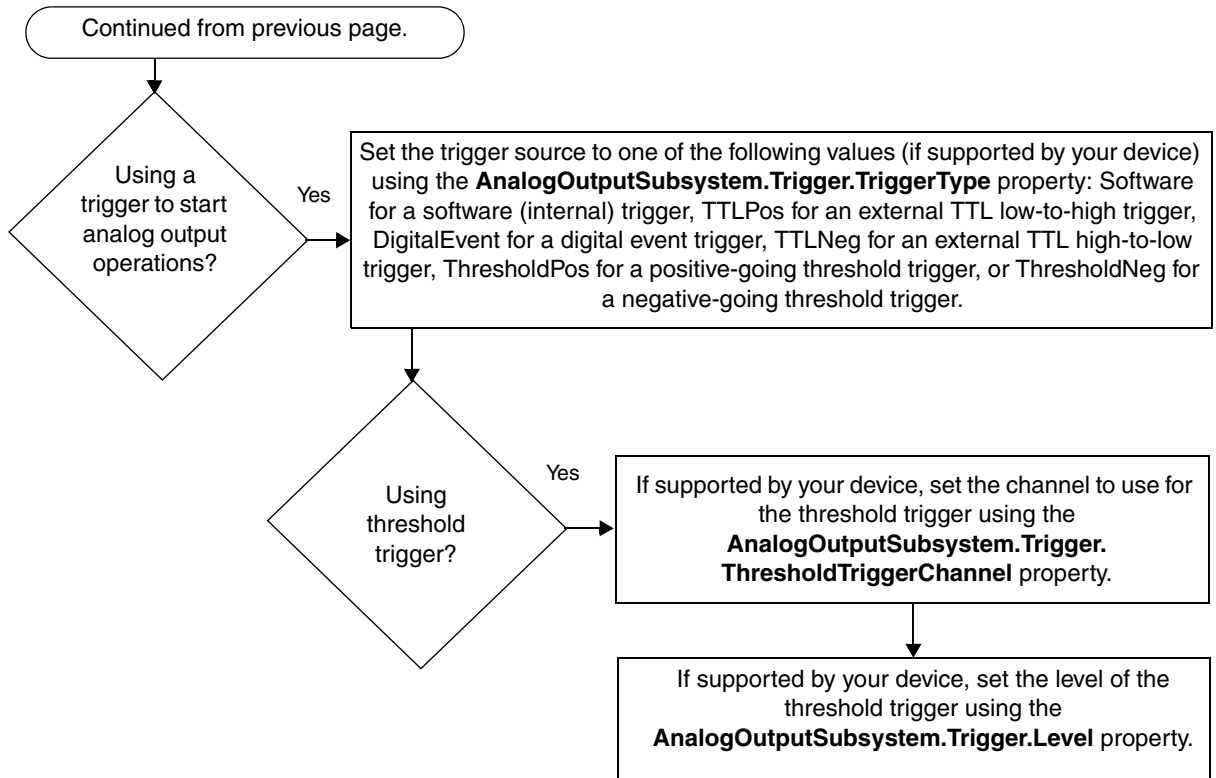 Continued from previous page.
Using a
trigger to start
analog output
operations?
Yes
Set the trigger source to one of the following values (if supported by your device)
using the AnalogOutputSubsystem.Trigger.TriggerType property: Software
for a software (internal) trigger, TTLPos for an external TTL low-to-high trigger,
DigitalEvent for a digital event trigger, TTLNeg for an external TTL high-to-low
trigger, ThresholdPos for a positive-going threshold trigger, or ThresholdNeg for
a negative-going threshold trigger.
Using
threshold
trigger?
Yes
If supported by your device, set the channel to use for
the threshold trigger using the
AnalogOutputSubsystem.Trigger.
ThresholdTriggerChannel property.
If supported by your device, set the level of the
threshold trigger using the
AnalogOutputSubsystem.Trigger.Level property.